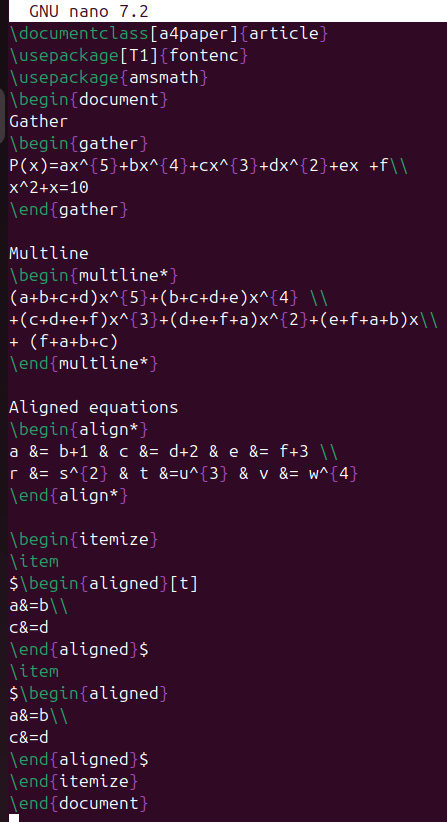 GNU nano 7.2
\documentclass[a4paper]{article}
\usepackage[T1]{fontenc}
\usepackage{amsmath}
\begin{document}
Gather
\begin{gather}
P(x)=ax^{5}+bx^{4}+cx^{3}+dx^{2}+ex +f\\
x^2+x=10
\end{gather}

Multline
\begin{multline*}
(a+b+c+d)x^{5}+(b+c+d+e)x^{4} \\
+(c+d+e+f)x^{3}+(d+e+f+a)x^{2}+(e+f+a+b)x\\
+ (f+a+b+c)
\end{multline*}

Aligned equations
\begin{align*}
a &= b+1 & c &= d+2 & e &= f+3 \\
r &= s^{2} & t &=u^{3} & v &= w^{4}
\end{align*}

\begin{itemize}
\item
$\begin{aligned}[t]
a&=b\\
c&=d
\end{aligned}$
\item
$\begin{aligned}
a&=b\\
c&=d
\end{aligned}$
\end{itemize}
\end{document}